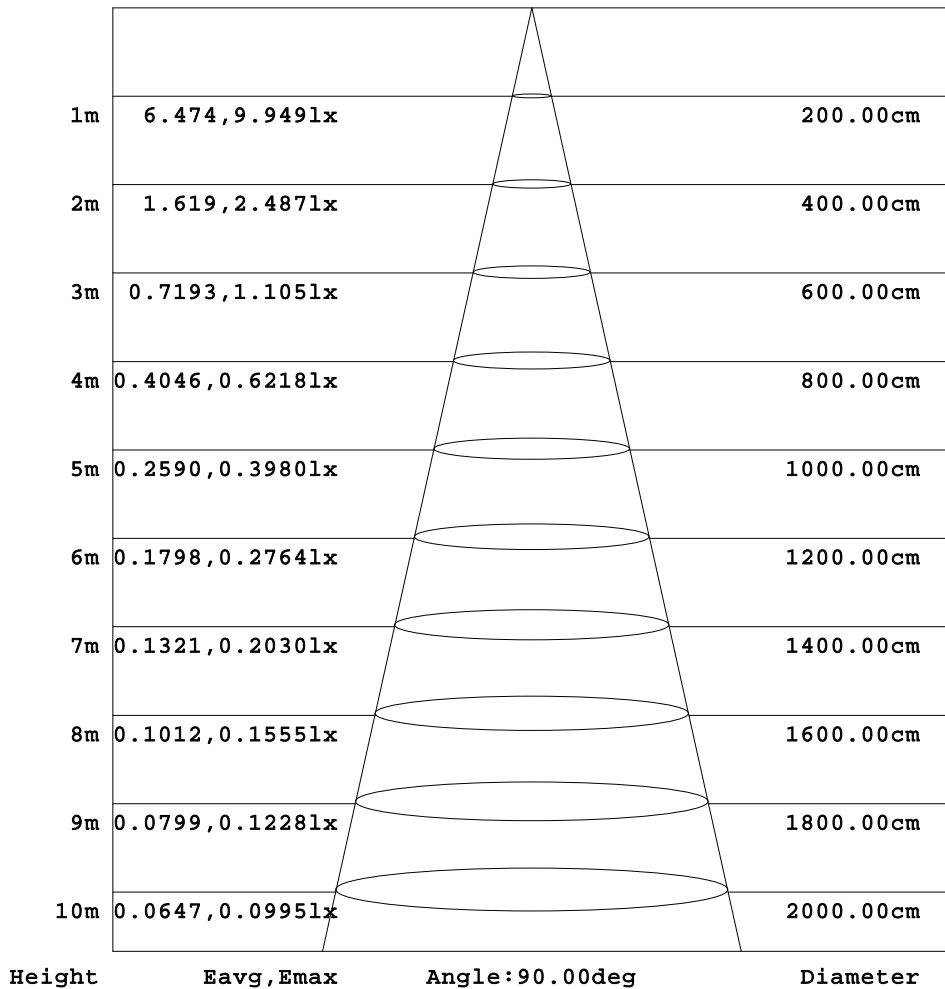 1m 6.474,9.949lx 200.00cm
2m 1.619,2.487lx 400.00cm
3m 0.7193,1.105lx 600.00cm
4m 0.4046,0.6218lx 800.00cm
5m 0.2590,0.3980lx 1000.00cm
6m 0.1798,0.2764lx 1200.00cm
7m 0.1321,0.2030lx 1400.00cm
8m 0.1012,0.1555lx 1600.00cm
9m 0.0799,0.1228lx 1800.00cm
10m 0.0647,0.0995lx 2000.00cm
Height Eavg,Emax Angle:90.00deg Diameter